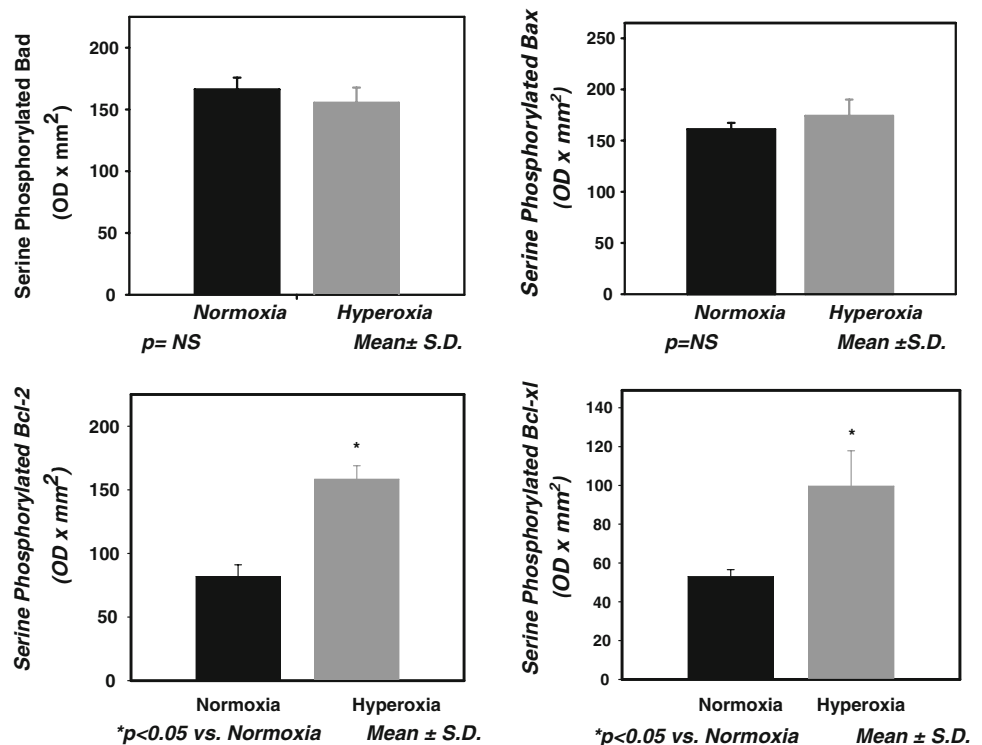 Serine Phosphorylated Bad
(OD x mm²)
200
150
100
50
0
Normoxia Hyperoxia
p= NS Mean± S.D.
Serine Phosphorylated Bax
(OD x mm²)
250
200
150
100
50
0
Normoxia Hyperoxia
p=NS Mean ±S.D.
Serine Phosphorylated Bcl-2
(OD x mm²)
200
150
100
50
0
*
Normoxia Hyperoxia
*p<0.05 vs. Normoxia Mean ± S.D.
Serine Phosphorylated Bcl-xl
(OD x mm²)
140
120
100
80
60
40
20
0
*
Normoxia Hyperoxia
*p<0.05 vs. Normoxia Mean ± S.D.